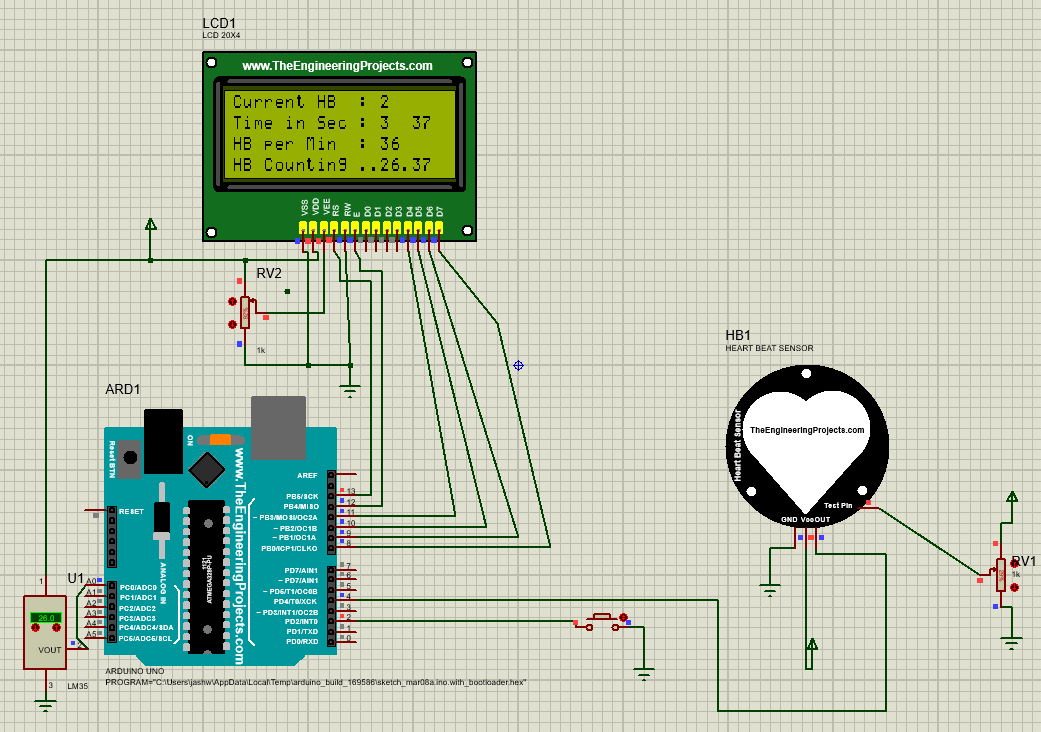 LCD1
LCD 20X4
www.TheEngineeringProjects.com
Current HB : 2
Time in Sec : 3 37
HB per Min : 36
HB Counting ..26.37
VSS
VDD
VEE
RS
RW
E
D0
D1
D2
D3
D4
D5
D6
D7
RV2
1k
HB1
HEART BEAT SENSOR
Heart Beat Sensor
TheEngineeringProjects.com
Test Pin
GND Vcc OUT
RV1
1k
ARD1
Reset BTN
ON
www.TheEngineeringProjects.com
ANALOG IN
ATMEGA328P-PU
RESET
AREF
PB5/SCK 13
PB4/MISO 12
~ PB3/MOSI/OC2A 11
~ PB2/OC1B 10
~ PB1/OC1A 9
PB0/ICP1/CLKO 8
PD7/AIN1 7
~ PD6/AIN0 6
~ PD5/T1/OC0B 5
PD4/T0/XCK 4
~ PD3/INT1/OC2B 3
PD2/INT0 2
PD1/TXD 1
PD0/RXD 0
A0 PC0/ADC0
A1 PC1/ADC1
A2 PC2/ADC2
A3 PC3/ADC3
A4 PC4/ADC4/SDA
A5 PC5/ADC5/SCL
U1
1
26.0
VOUT
2
3
LM35
ARDUINO UNO
PROGRAM="C:\Users\jashw\AppData\Local\Temp\arduino_build_169586\sketch_mar08a.ino.with_bootloader.hex"